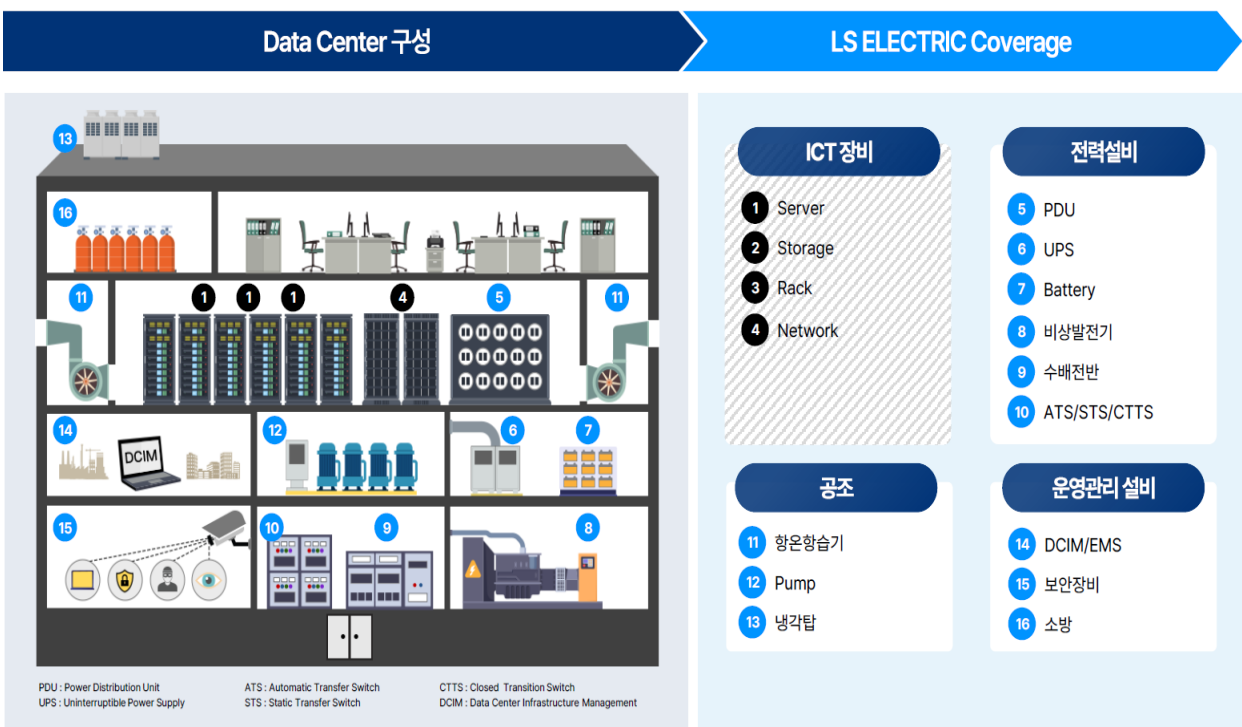 Data Center 구성
LS ELECTRIC Coverage
13
16
11
1
1
1
4
5
11
14
DCIM
12
6
7
15
10
9
8
PDU : Power Distribution Unit
UPS : Uninterruptible Power Supply
ATS : Automatic Transfer Switch
STS : Static Transfer Switch
CTTS : Closed Transition Switch
DCIM : Data Center Infrastructure Management
ICT 장비
1 Server
2 Storage
3 Rack
4 Network
전력설비
5 PDU
6 UPS
7 Battery
8 비상발전기
9 수배전반
10 ATS/STS/CTTS
공조
11 항온항습기
12 Pump
13 냉각탑
운영관리 설비
14 DCIM/EMS
15 보안장비
16 소방